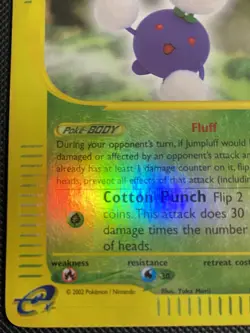 Poké-BODY Fluff
During your opponent's turn, if Jumpluff would
damaged or affected by an opponent's attack an
already has at least 1 damage counter on it, flip
heads, prevent all effects of that attack (including
Cotton Punch Flip 2
coins. This attack does 30
damage times the number
of heads.
weakness resistance retreat cost
30
© 2002 Pokémon / Nintendo Illus. Yuka Morii
e